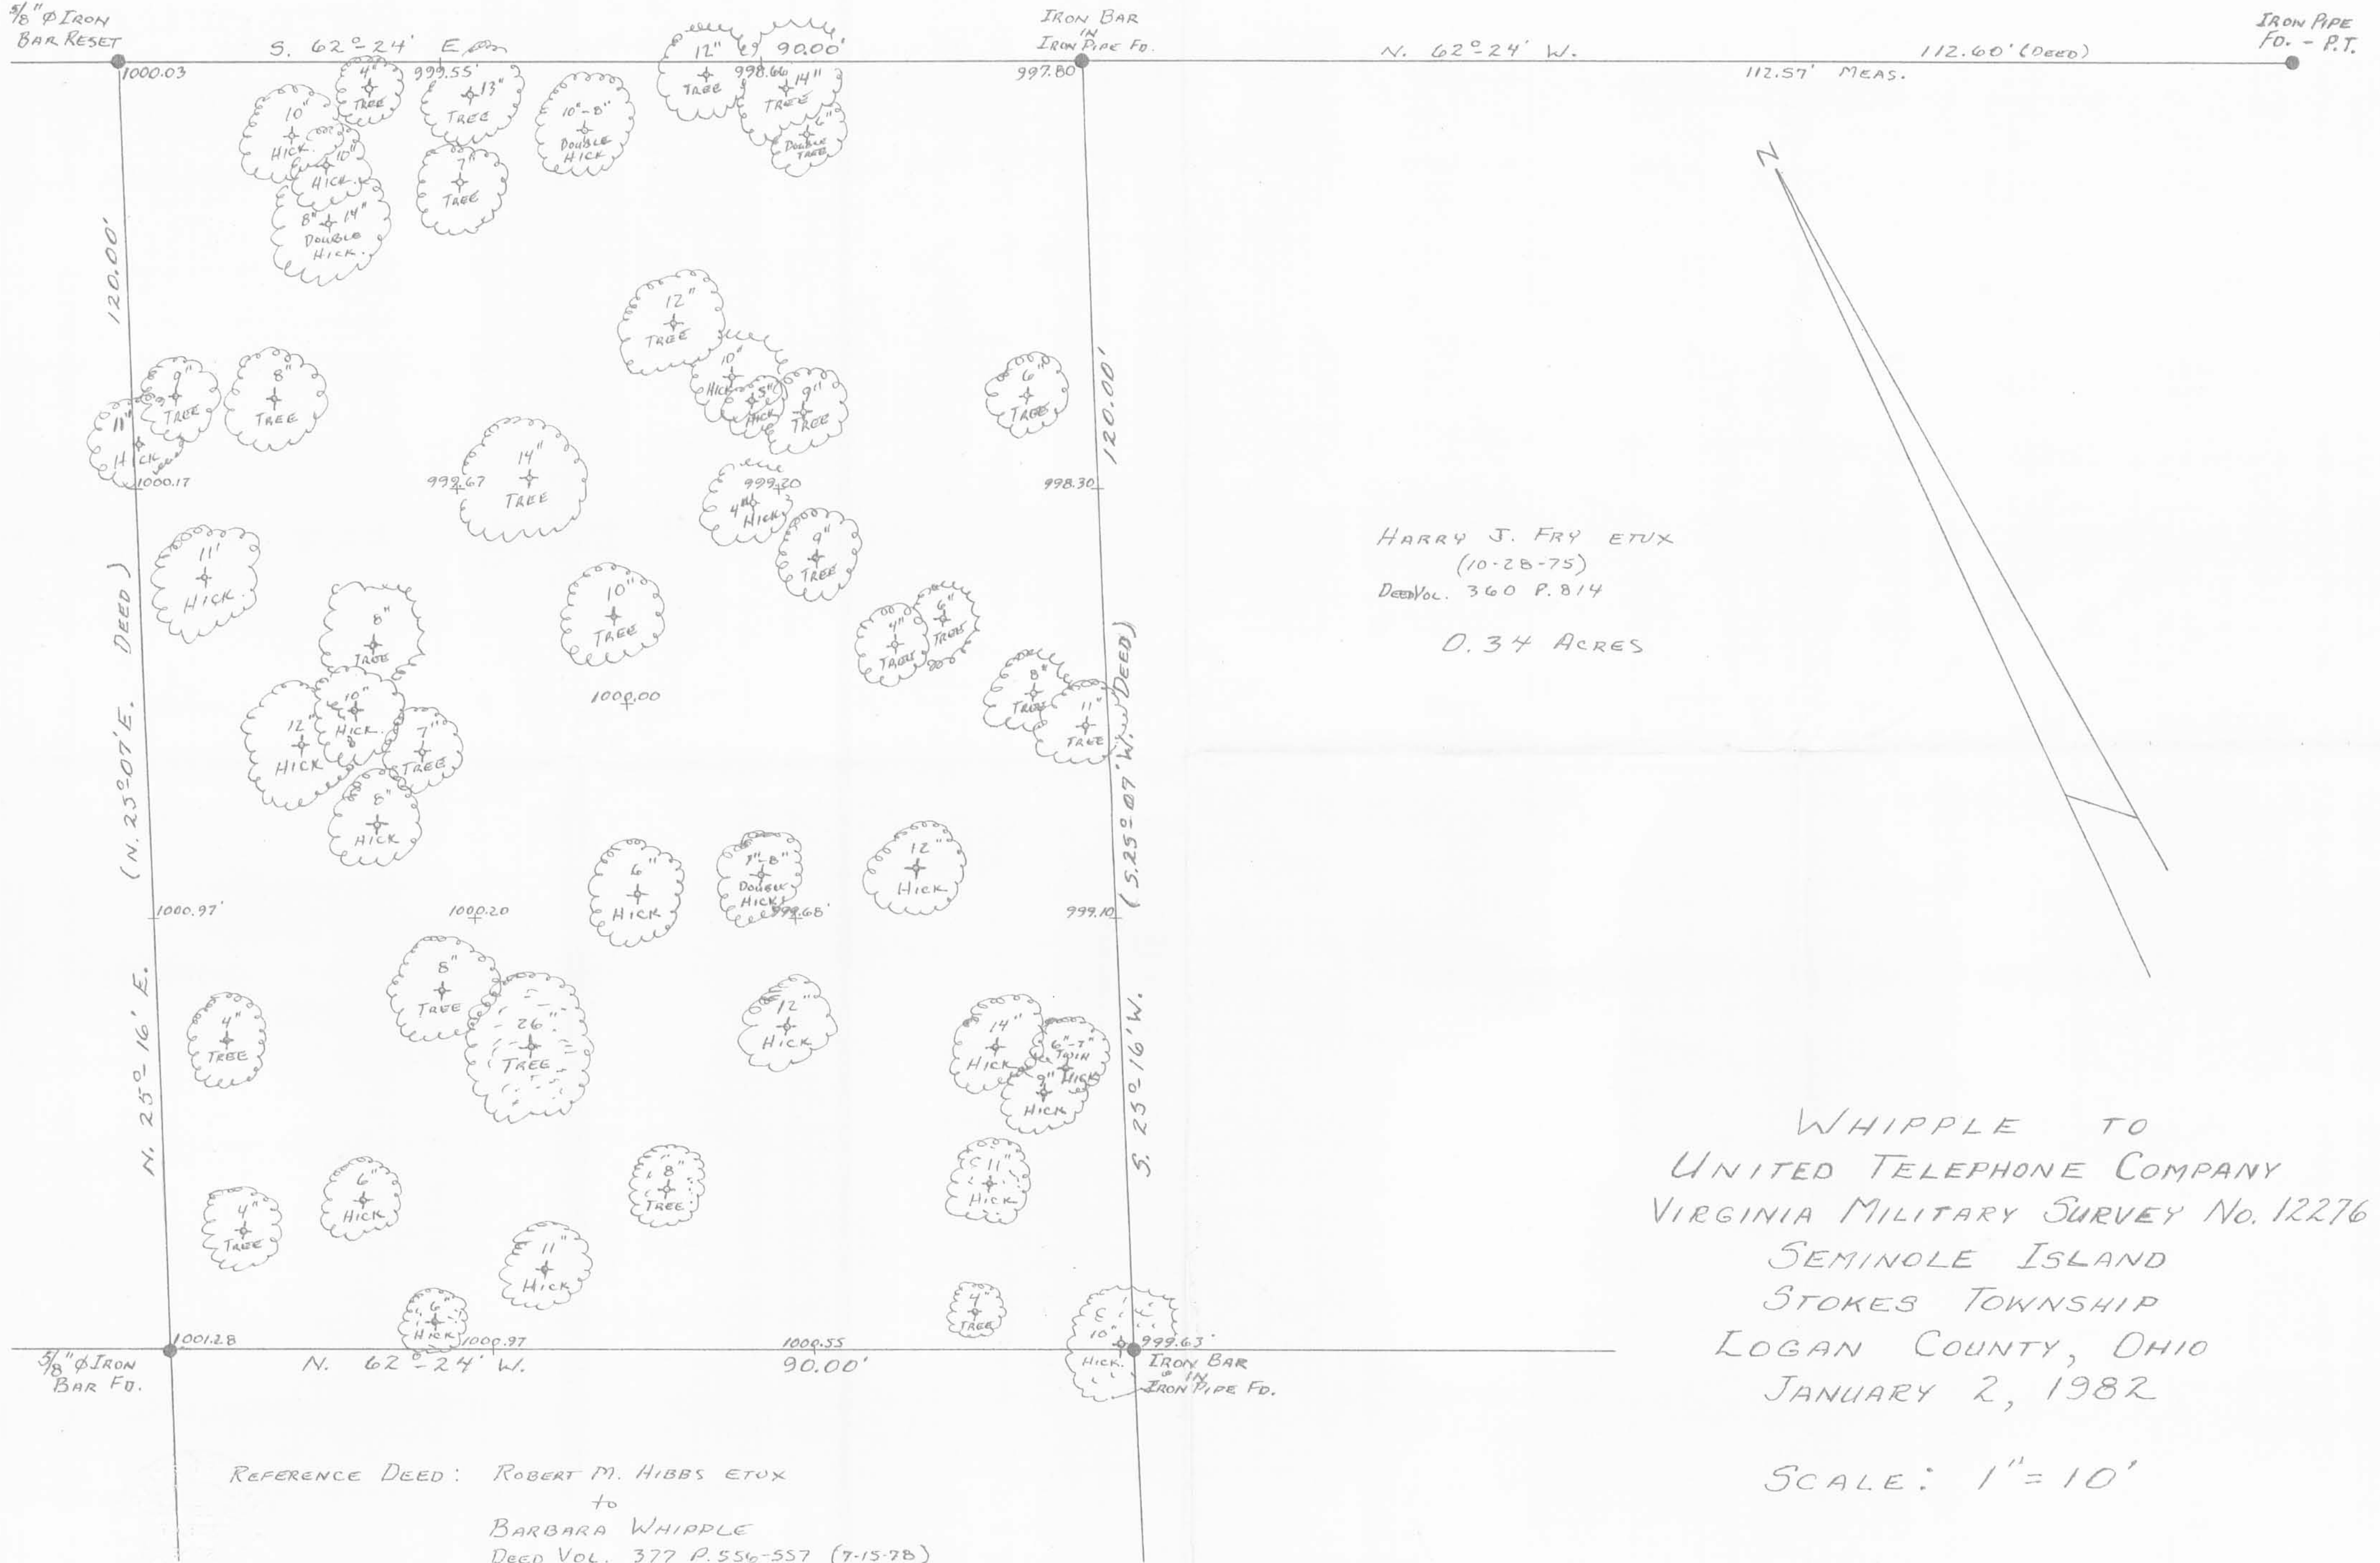 5/8" Ø IRON
BAR RESET
S. 62°-24' E
90.00'
IRON BAR
IN
IRON PIPE FD.
N. 62°-24' W.
112.60' (DEED)
112.57' MEAS.
IRON PIPE
FD. - P.T.
1000.03
999.55'
998.66
997.80
4"
TREE
13"
TREE
12"
TREE
14"
TREE
10"
HICK.
10"
HICK.
10"-8"
DOUBLE
HICK
6"
DOUBLE
TREE
7"
TREE
8" 14"
DOUBLE
HICK.
N
120.00'
12"
TREE
10"
HICK
5"
HICK
9"
TREE
6"
TREE
120.00'
9"
TREE
8"
TREE
11"
HICK
14"
TREE
1000.17
999.67
999.20
998.30
4"
HICK
9"
TREE
11'
HICK.
HARRY J. FRY ETUX
(10-28-75)
DEED VOL. 360 P. 814
0.34 ACRES
8"
TREE
10"
TREE
4"
TREE
6"
TREE
8"
TREE
11"
TREE
1000.00
12"
HICK
10"
HICK.
7"
TREE
8"
HICK
(N. 25°-07' E. DEED)
(S. 25°-07' W. DEED)
6"
HICK
DOUBLE
HICK
12"
HICK
1000.97'
1000.20
999.68'
999.10
8"
TREE
26"
TREE
4"
TREE
12"
HICK
14"
HICK
6"-7"
TWIN
HICK
9"
HICK
N. 25°-16' E.
S. 25°-16' W.
4"
TREE
6"
HICK
8"
TREE
11"
HICK
11"
HICK
6"
HICK
4"
TREE
10"
HICK.
1001.28
1000.97
1000.55
999.63'
5/8" Ø IRON
BAR FD.
N. 62°-24' W.
90.00'
IRON BAR
IN
IRON PIPE FD.
REFERENCE DEED: ROBERT M. HIBBS ETUX
to
BARBARA WHIPPLE
DEED VOL. 377 P. 556-557 (7-15-78)
WHIPPLE TO
UNITED TELEPHONE COMPANY
VIRGINIA MILITARY SURVEY No. 12276
SEMINOLE ISLAND
STOKES TOWNSHIP
LOGAN COUNTY, OHIO
JANUARY 2, 1982
SCALE: 1" = 10'